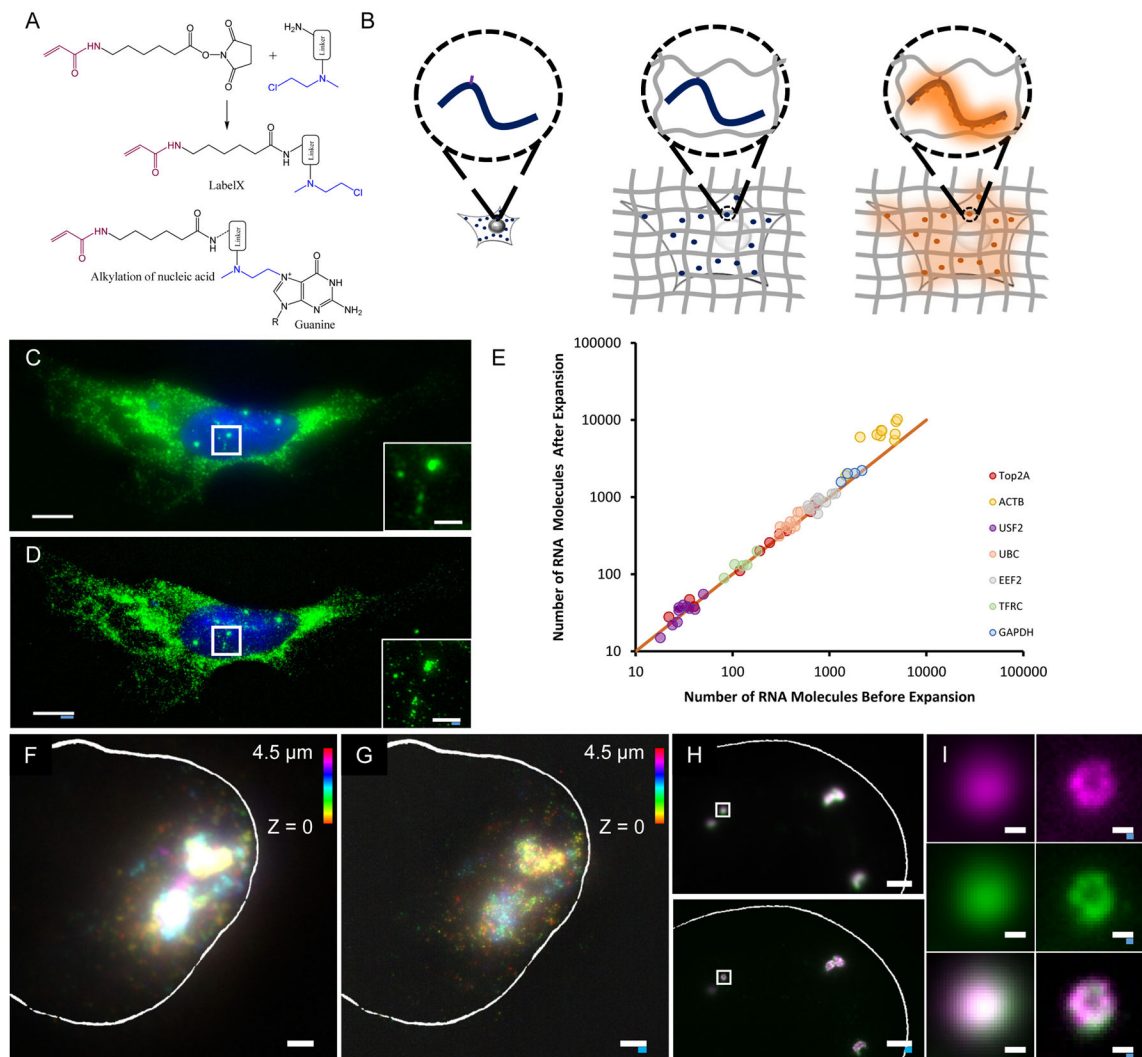 A
O
HN
O
O
N
O
O
+
H₂N
Linker
N
Cl
HN
O
O
N
H
Linker
N
Cl
LabelX
HN
O
O
N
H
Linker
N
Alkylation of nucleic acid
N⁺
O
NH
N
N
NH₂
R
Guanine
B
C
D
E
Number of RNA Molecules After Expansion
100000
10000
1000
100
10
10
100
1000
10000
100000
Number of RNA Molecules Before Expansion
Top2A
ACTB
USF2
UBC
EEF2
TFRC
GAPDH
F
4.5 µm
Z = 0
G
4.5 µm
Z = 0
H
I